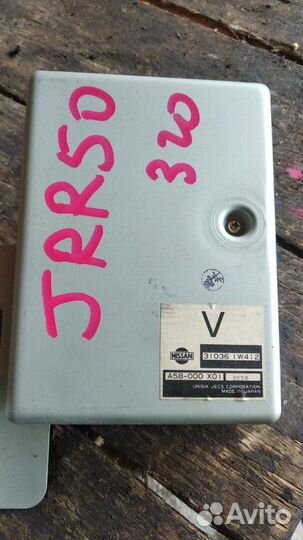 JRR50
320
V
NISSAN
31036 1W412
A58-000 X01
UNISIA JECS CORPORATION
MADE IN JAPAN
Avito